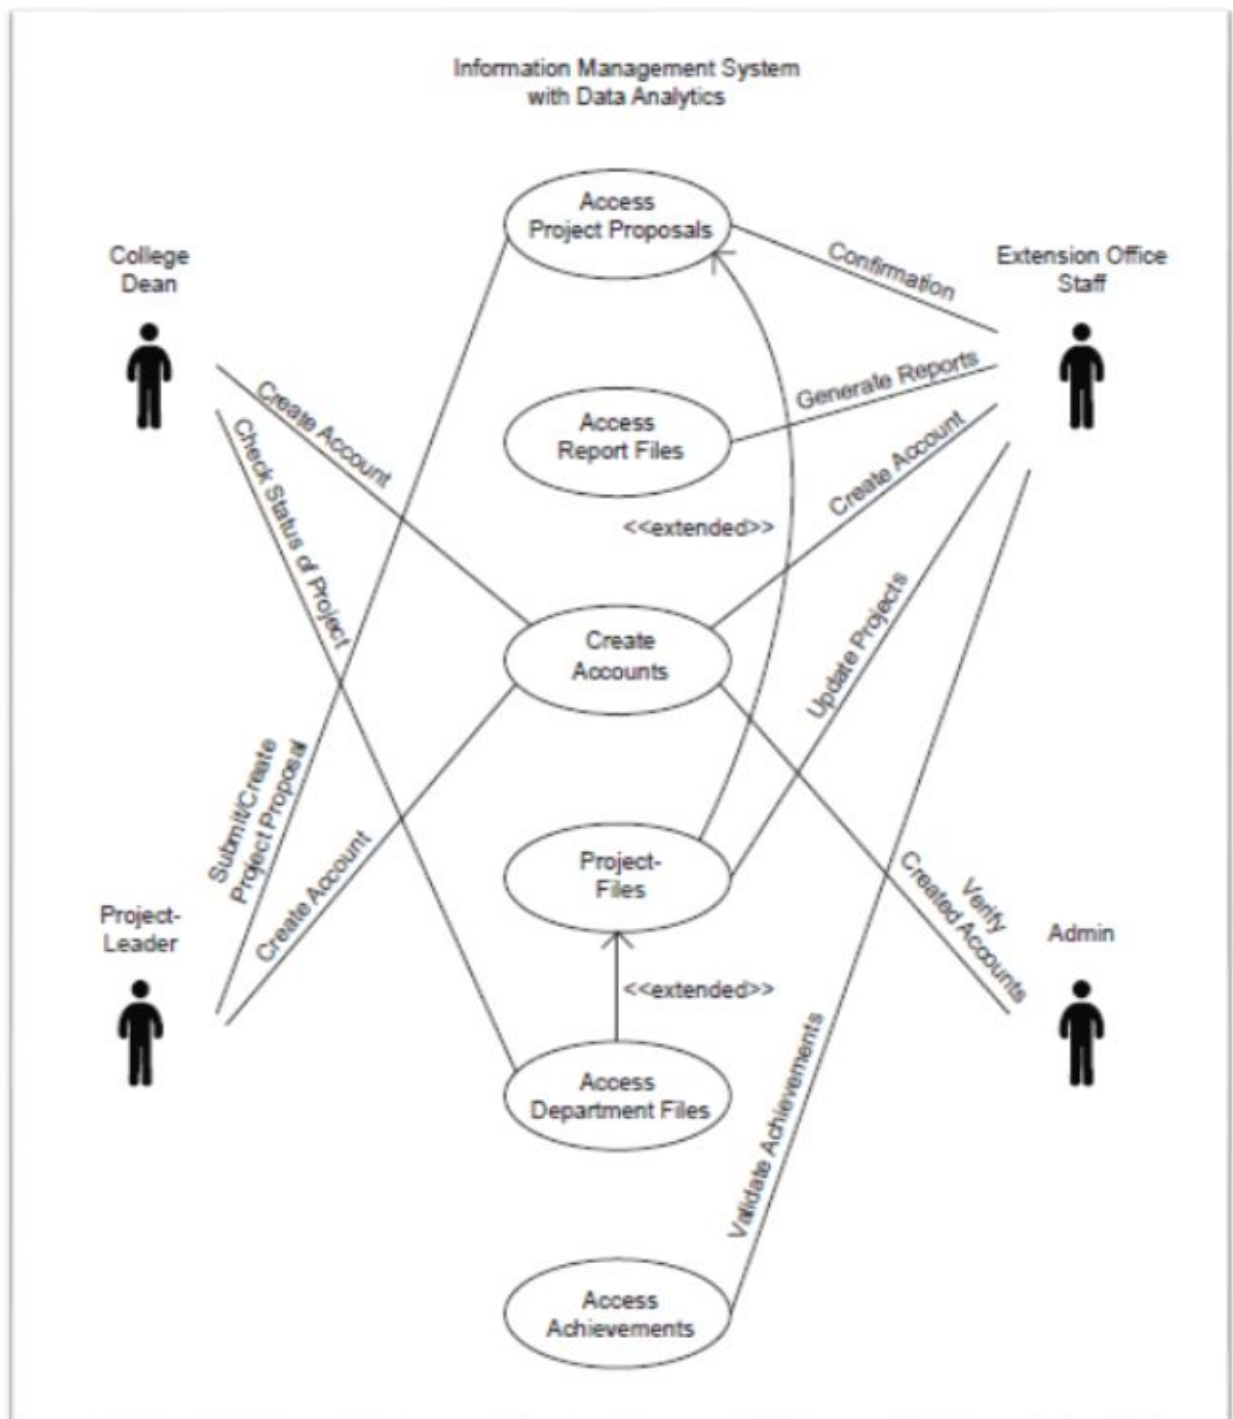 Information Management System
with Data Analytics
Access
Project Proposals
College
Dean
Extension Office
Staff
Confirmation
Create Account
Generate Reports
Access
Report Files
Check Status of Project
Create Account
<<extended>>
Create
Accounts
Update Projects
Submit/Create
Project Proposal
Create Account
Project-
Files
Verify
Created Accounts
Project-
Leader
Admin
<<extended>>
Access
Department Files
Validate Achievements
Access
Achievements